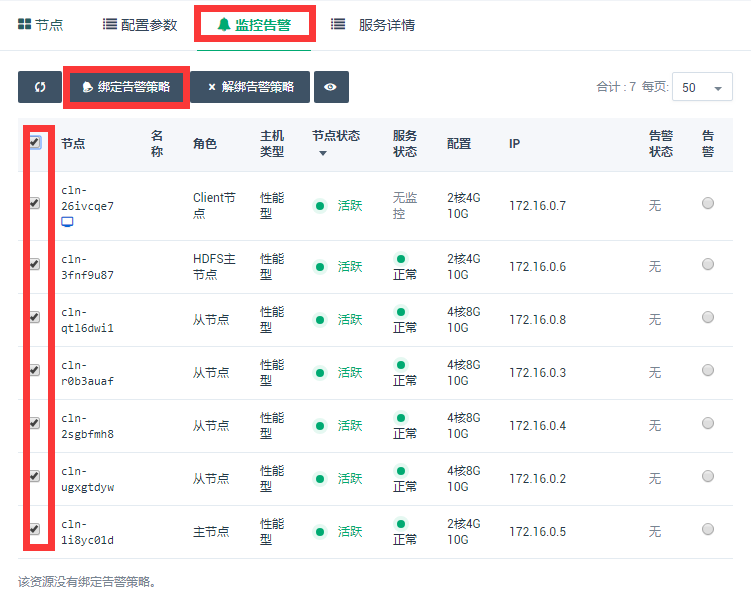 节点 配置参数 监控告警 服务详情
绑定告警策略 × 解绑告警策略 合计 : 7 每页: 50
节点 名称 角色 主机类型 节点状态 服务状态 配置 IP 告警状态 告警
cln-26ivcqe7 Client节点 性能型 活跃 无监控 2核4G 10G 172.16.0.7 无
cln-3fnf9u87 HDFS主节点 性能型 活跃 正常 2核4G 10G 172.16.0.6 无
cln-qtl6dwi1 从节点 性能型 活跃 正常 4核8G 10G 172.16.0.8 无
cln-r0b3auaf 从节点 性能型 活跃 正常 4核8G 10G 172.16.0.3 无
cln-2sgbfmh8 从节点 性能型 活跃 正常 4核8G 10G 172.16.0.4 无
cln-ugxgtdyw 从节点 性能型 活跃 正常 4核8G 10G 172.16.0.2 无
cln-1i8yc01d 主节点 性能型 活跃 正常 2核4G 10G 172.16.0.5 无
该资源没有绑定告警策略。